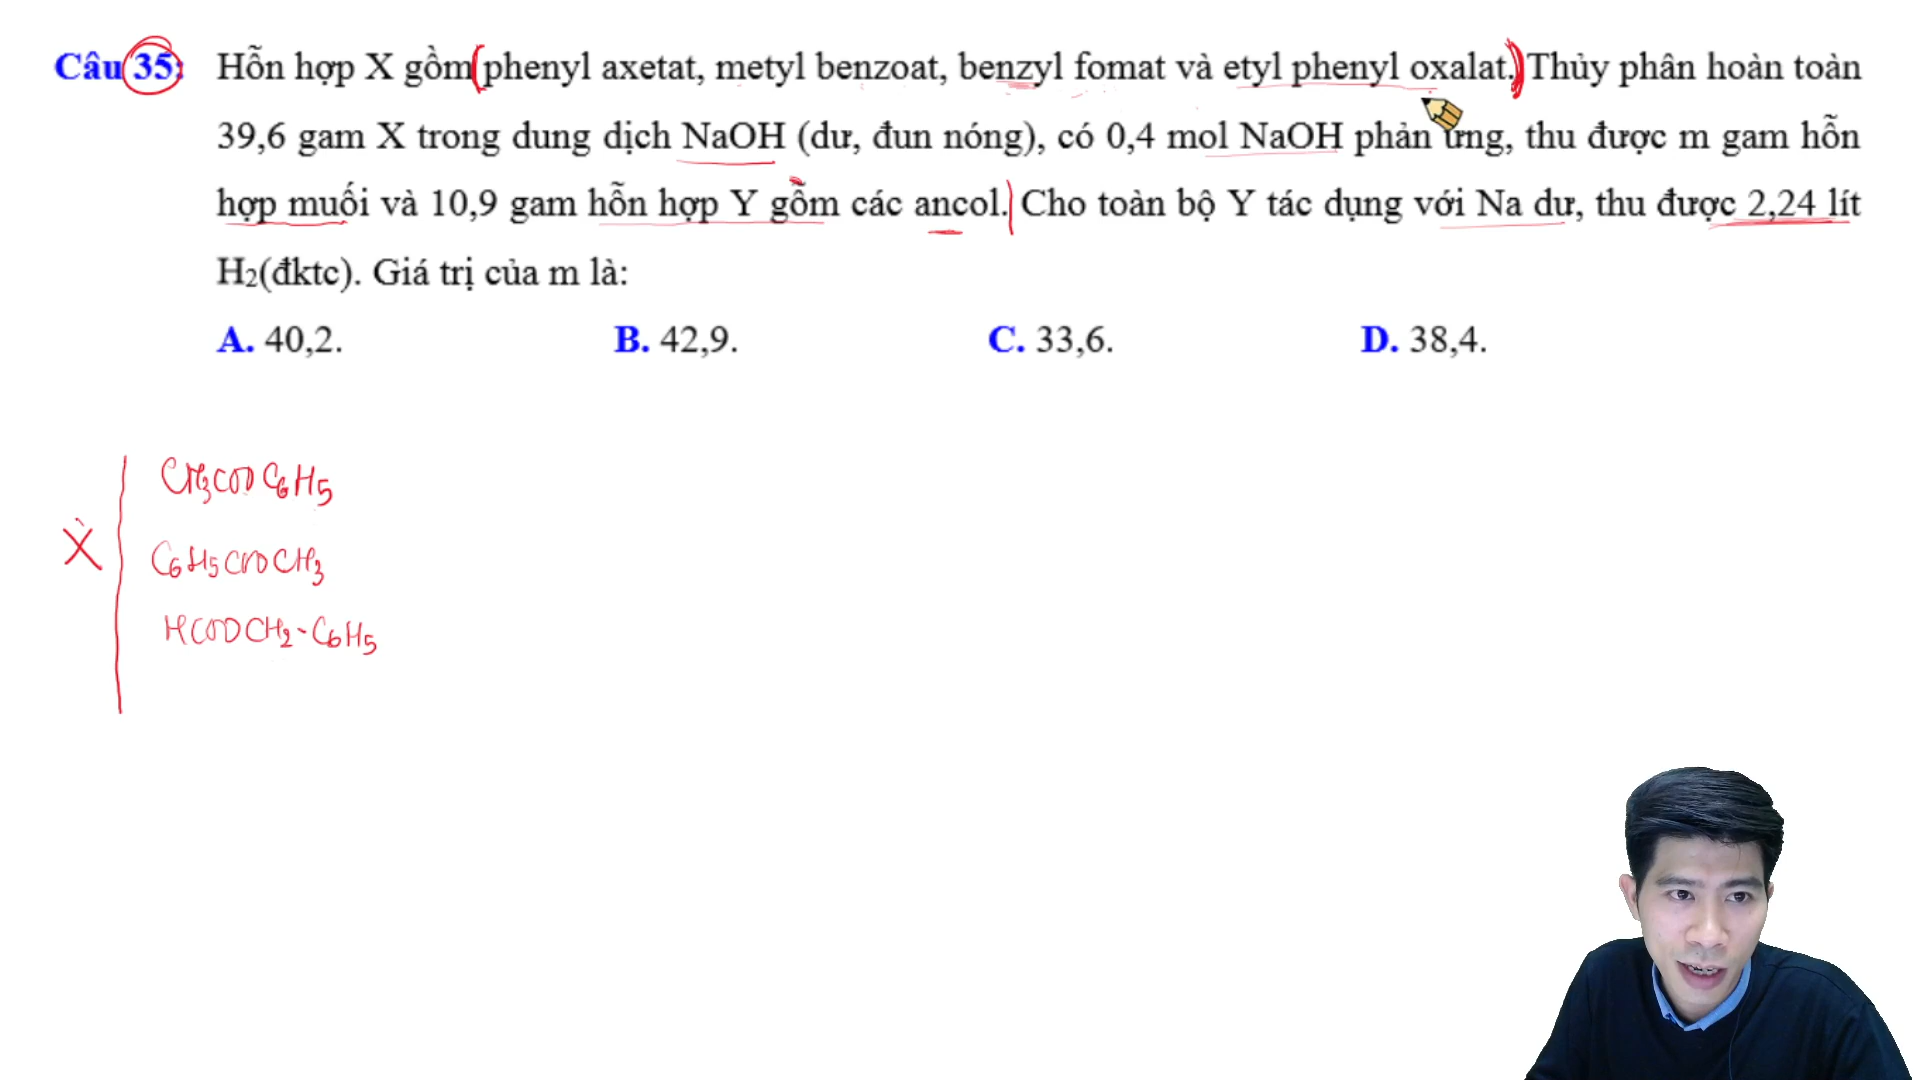 Câu 35: Hỗn hợp X gồm(phenyl axetat, metyl benzoat, benzyl fomat và etyl phenyl oxalat.) Thủy phân hoàn toàn
39,6 gam X trong dung dịch NaOH (dư, đun nóng), có 0,4 mol NaOH phản ứng, thu được m gam hỗn
hợp muối và 10,9 gam hỗn hợp Y gồm các ancol. Cho toàn bộ Y tác dụng với Na dư, thu được 2,24 lít
H2(đktc). Giá trị của m là:
A. 40,2. B. 42,9. C. 33,6. D. 38,4.
CH3COOC6H5
X
C6H5COOCH3
HCOOCH2-C6H5